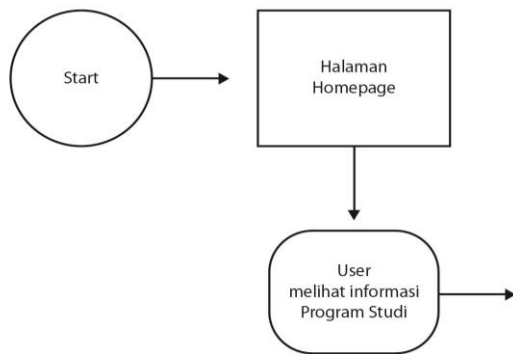 Start
Halaman
Homepage
User
melihat informasi
Program Studi